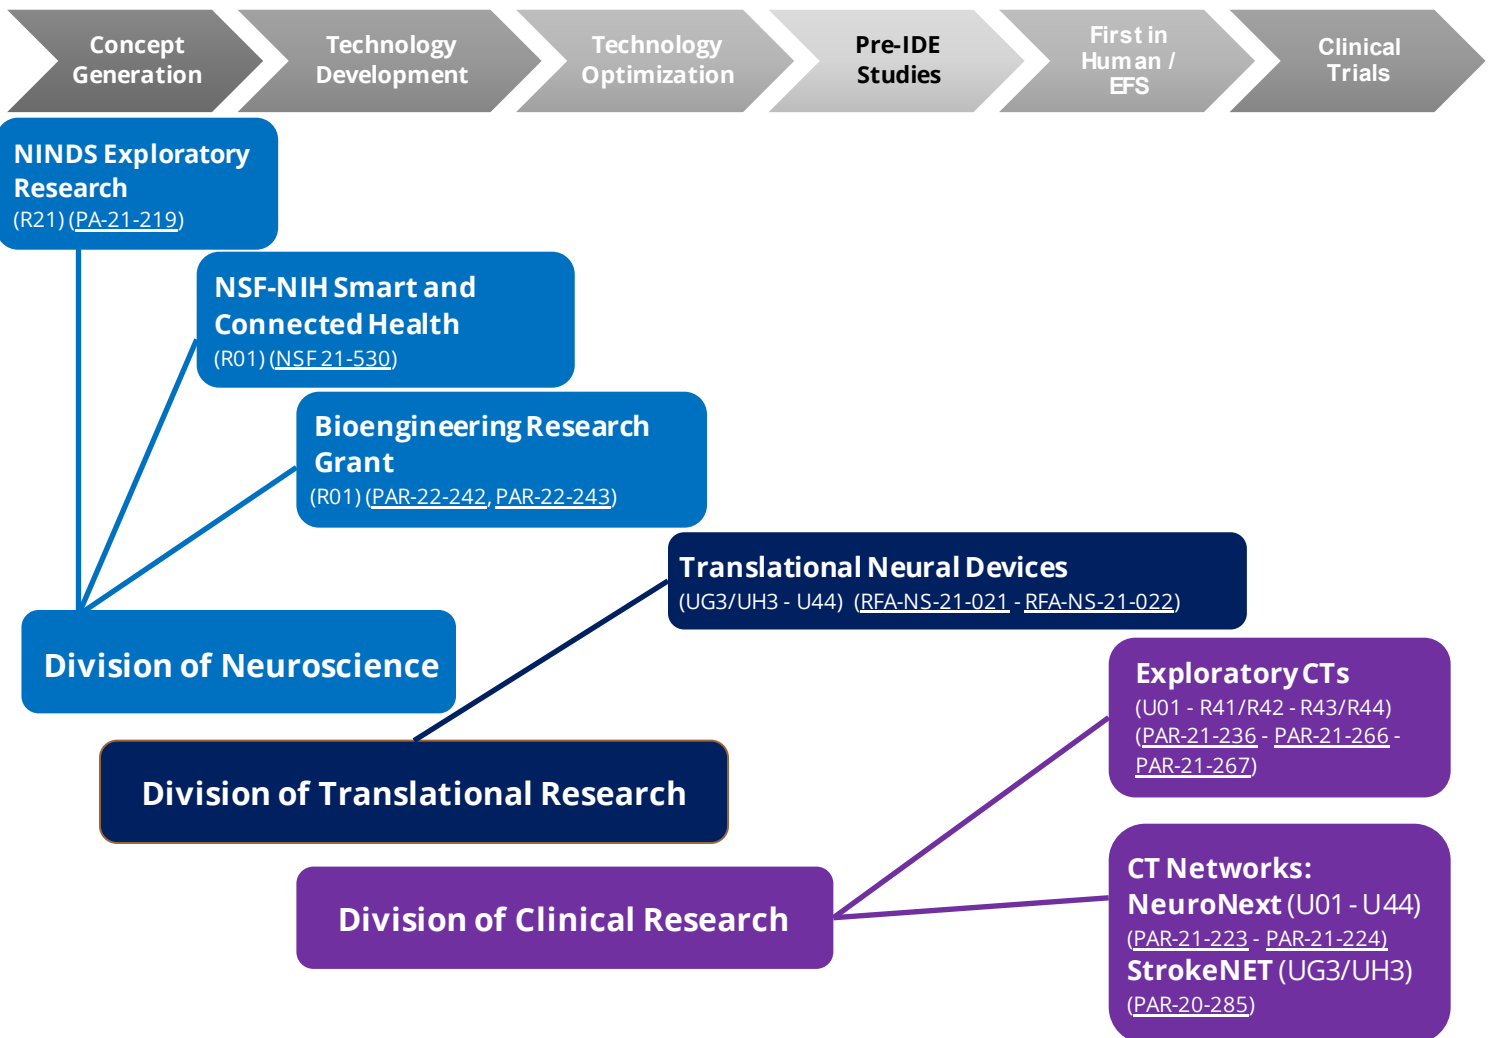 Concept
Generation
Technology
Development
Technology
Optimization
Pre-IDE
Studies
First in
Human /
EFS
Clinical
Trials
NINDS Exploratory
Research
(R21) (PA-21-219)
NSF-NIH Smart and
Connected Health
(R01) (NSF 21-530)
Bioengineering Research
Grant
(R01) (PAR-22-242, PAR-22-243)
Translational Neural Devices
(UG3/UH3 - U44) (RFA-NS-21-021 - RFA-NS-21-022)
Division of Neuroscience
Exploratory CTs
(U01 - R41/R42 - R43/R44)
(PAR-21-236 - PAR-21-266 -
PAR-21-267)
Division of Translational Research
CT Networks:
NeuroNext (U01 - U44)
(PAR-21-223 - PAR-21-224)
StrokeNET (UG3/UH3)
(PAR-20-285)
Division of Clinical Research